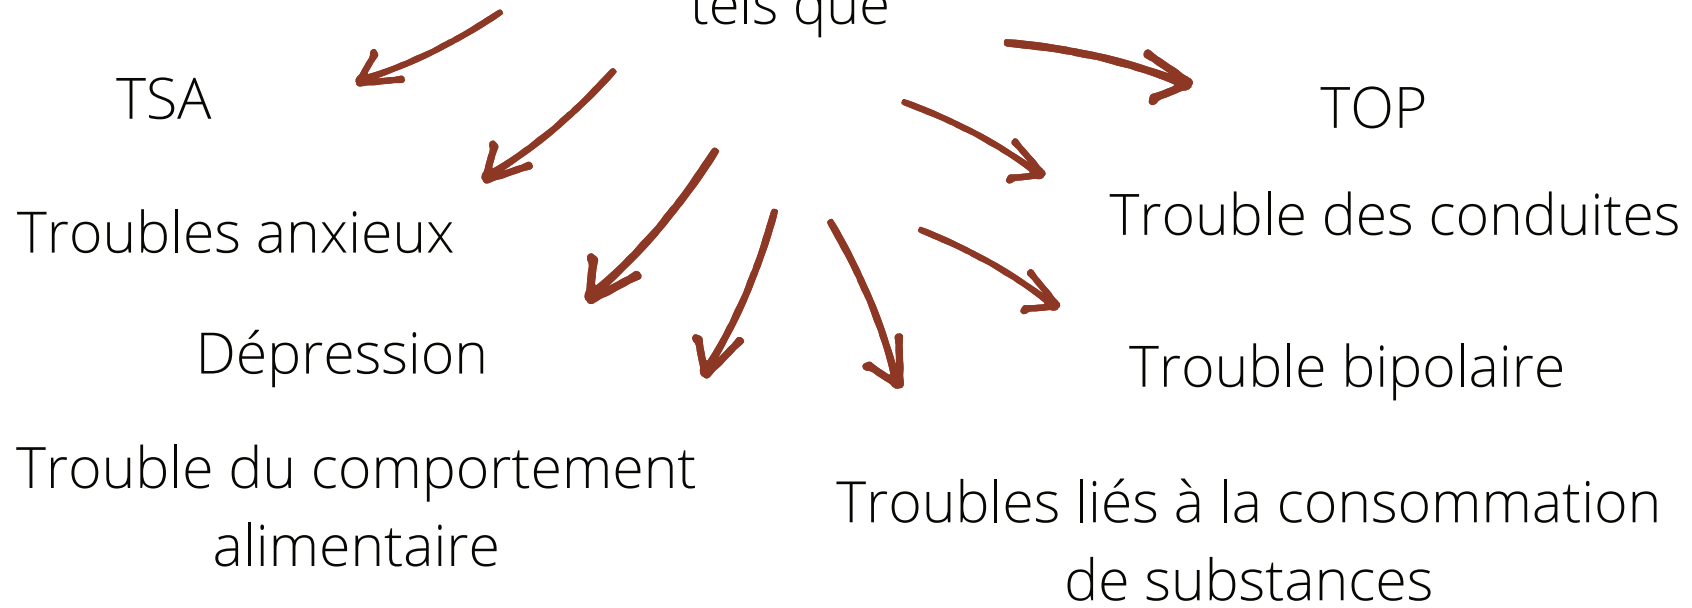 tels que
TSA
TOP
Troubles anxieux
Trouble des conduites
Dépression
Trouble bipolaire
Trouble du comportement
alimentaire
Troubles liés à la consommation
de substances